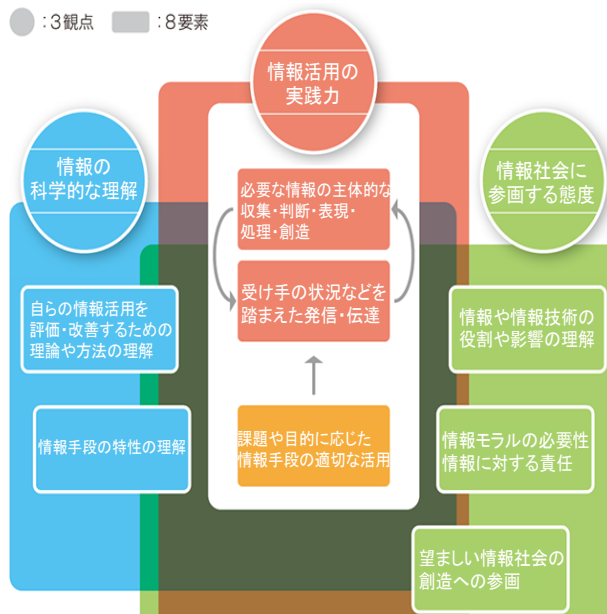 :3観点
:8要素
情報活用の
実践力
情報の
科学的な理解
情報社会に
参画する態度
必要な情報の主体的な
収集・判断・表現・
処理・創造
受け手の状況などを
踏まえた発信・伝達
自らの情報活用を
評価・改善するための
理論や方法の理解
情報や情報技術の
役割や影響の理解
情報手段の特性の理解
課題や目的に応じた
情報手段の適切な活用
情報モラルの必要性
情報に対する責任
望ましい情報社会の
創造への参画